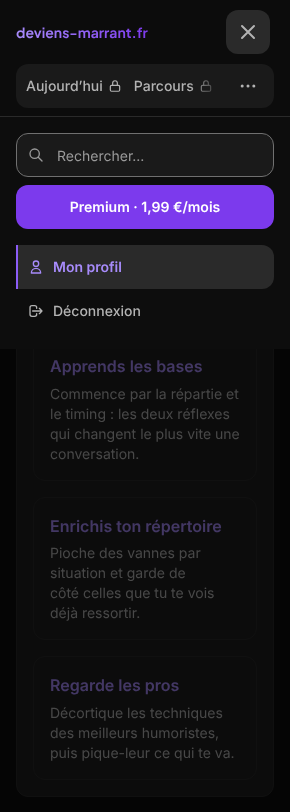 deviens-marrant.fr
Aujourd’hui Parcours ...
Rechercher...
Premium · 1,99 €/mois
Mon profil
Déconnexion
Apprends les bases
Commence par la répartie et
le timing : les deux réflexes
qui changent le plus vite une
conversation.
Enrichis ton répertoire
Pioche des vannes par
situation et garde de
côté celles que tu te vois
déjà ressortir.
Regarde les pros
Décortique les techniques
des meilleurs humoristes,
puis pique-leur ce qui te va.